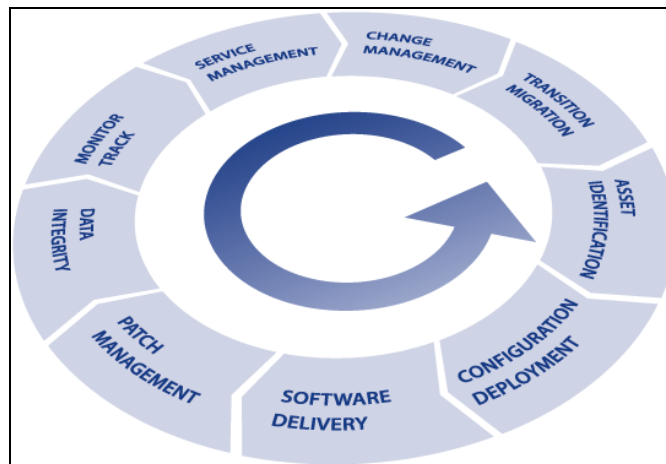 SERVICE
MANAGEMENT
CHANGE
MANAGEMENT
TRANSITION
MIGRATION
ASSET
IDENTIFICATION
CONFIGURATION
DEPLOYMENT
SOFTWARE
DELIVERY
PATCH
MANAGEMENT
DATA
INTEGRITY
MONITOR
TRACK